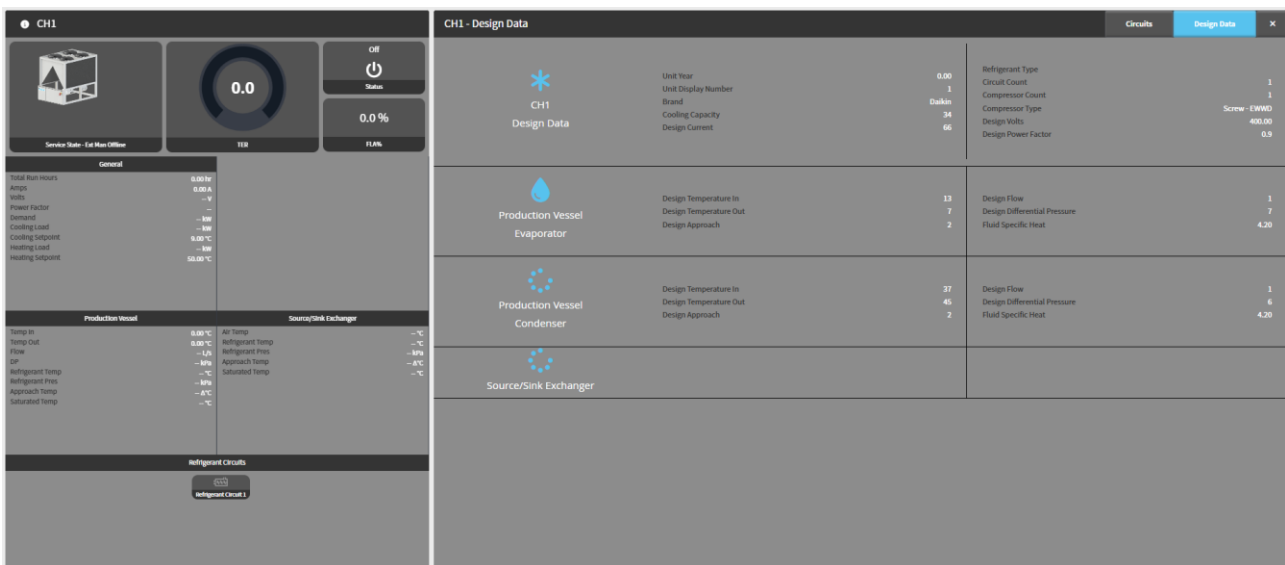 CH1
Service State - Ext Man Offline
0.0
TER
Off
Status
0.0 %
FLA%
General
Total Run Hours 0.00 hr
Amps 0.00 A
Volts -- V
Power Factor --
Demand -- kW
Cooling Load -- kW
Cooling Setpoint 9.00 °C
Heating Load -- kW
Heating Setpoint 50.00 °C
Production Vessel
Temp In 0.00 °C
Temp Out 0.00 °C
Flow -- L/s
DP -- kPa
Refrigerant Temp -- °C
Refrigerant Pres -- kPa
Approach Temp -- Δ°C
Saturated Temp -- °C
Source/Sink Exchanger
Air Temp -- °C
Refrigerant Temp -- °C
Refrigerant Pres -- kPa
Approach Temp -- Δ°C
Saturated Temp -- °C
Refrigerant Circuits
Refrigerant Circuit 1
CH1 - Design Data
Circuits
Design Data
×
CH1
Design Data
Unit Year 0.00
Unit Display Number 1
Brand Daikin
Cooling Capacity 34
Design Current 66
Refrigerant Type
Circuit Count 1
Compressor Count 1
Compressor Type Screw - EWWD
Design Volts 400.00
Design Power Factor 0.9
Production Vessel
Evaporator
Design Temperature In 13
Design Temperature Out 7
Design Approach 2
Design Flow 1
Design Differential Pressure 7
Fluid Specific Heat 4.20
Production Vessel
Condenser
Design Temperature In 37
Design Temperature Out 45
Design Approach 2
Design Flow 1
Design Differential Pressure 6
Fluid Specific Heat 4.20
Source/Sink Exchanger